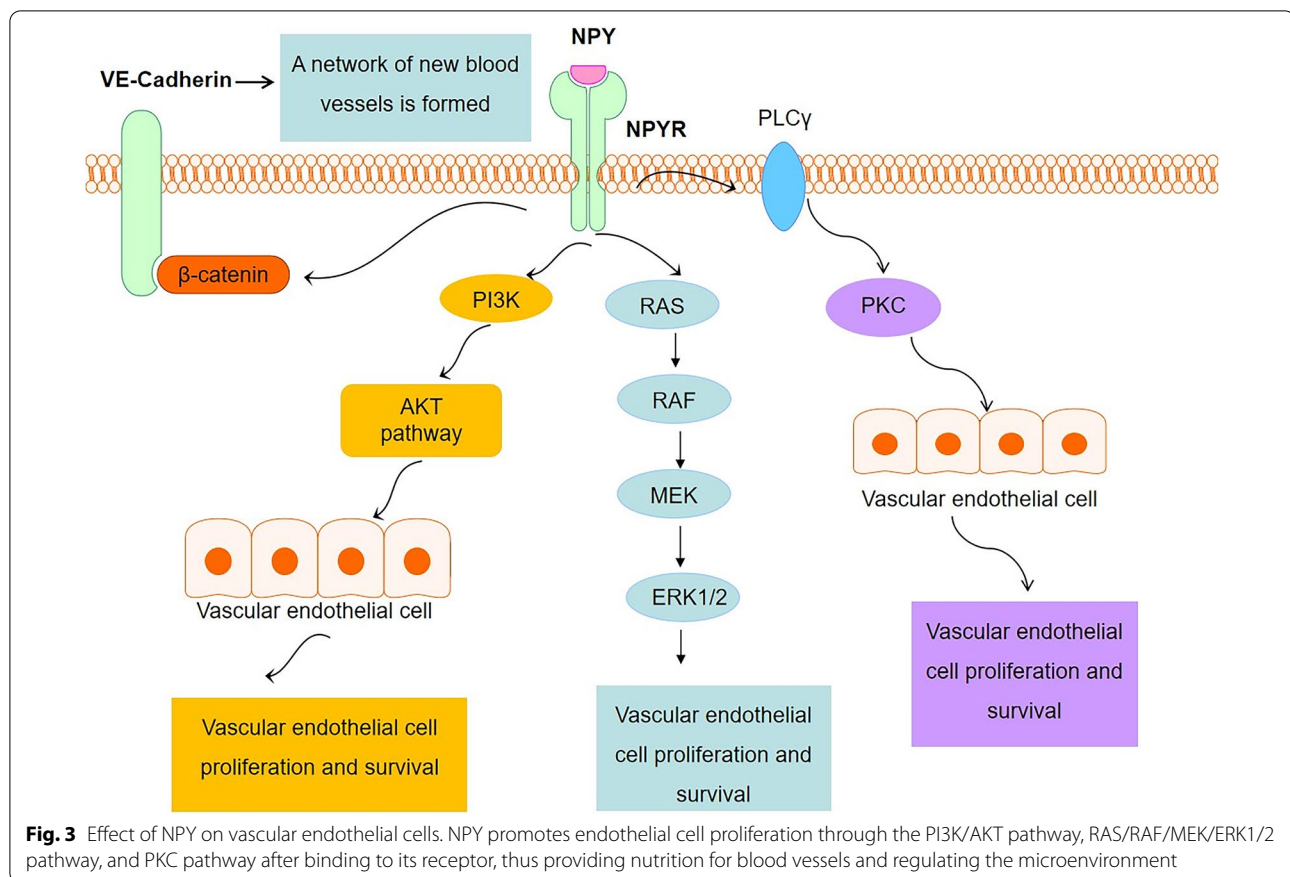 NPY
VE-Cadherin
A network of new blood
vessels is formed
NPYR
PLCγ
β-catenin
PI3K
RAS
PKC
AKT
pathway
RAF
MEK
Vascular endothelial cell
Vascular endothelial cell
ERK1/2
Vascular endothelial
cell proliferation and
survival
Vascular endothelial cell
proliferation and survival
Vascular endothelial
cell proliferation and
survival
Fig. 3 Effect of NPY on vascular endothelial cells. NPY promotes endothelial cell proliferation through the PI3K/AKT pathway, RAS/RAF/MEK/ERK1/2
pathway, and PKC pathway after binding to its receptor, thus providing nutrition for blood vessels and regulating the microenvironment